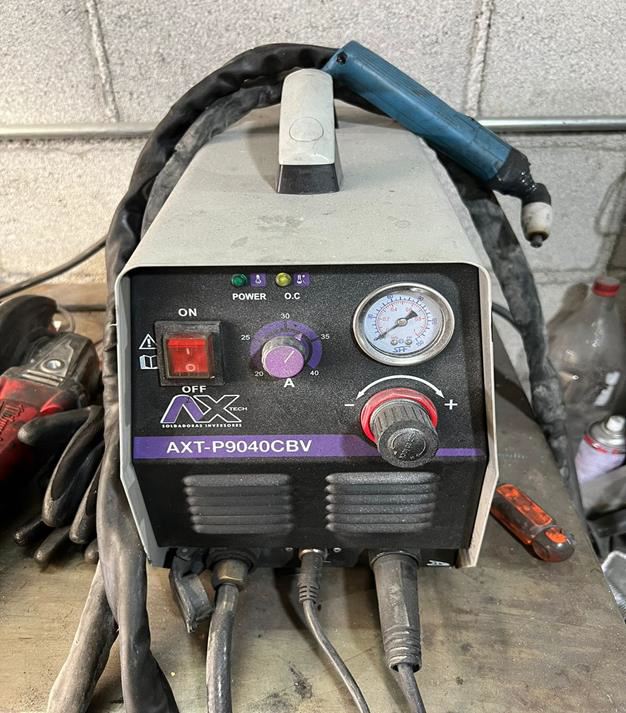 POWER
O.C
ON
OFF
20
25
30
35
40
A
AX
TECH
SOLDADORAS INVERSORES
- +
AXT-P9040CBV